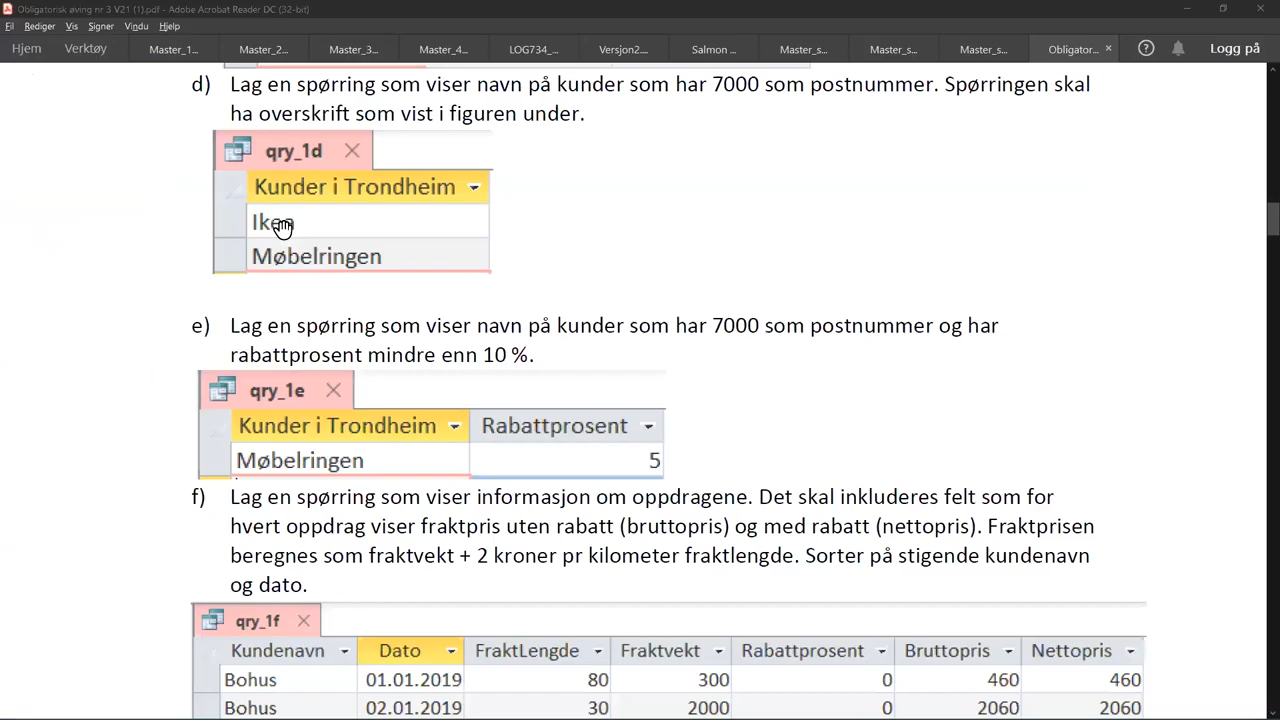 Obligatorisk øving nr 3 V21 (1).pdf - Adobe Acrobat Reader DC (32-bit)
Fil Rediger Vis Signer Vindu Hjelp
Hjem Verktøy Master_1... Master_2... Master_3... Master_4... LOG734_... Versjon2.... Salmon ... Master_s... Master_s... Master_s... Obligator... × Logg på
d) Lag en spørring som viser navn på kunder som har 7000 som postnummer. Spørringen skal
ha overskrift som vist i figuren under.
qry_1d
Kunder i Trondheim
Møbelringen
e) Lag en spørring som viser navn på kunder som har 7000 som postnummer og har
rabattprosent mindre enn 10 %.
qry_1e
Kunder i Trondheim Rabattprosent
Møbelringen 5
f) Lag en spørring som viser informasjon om oppdragene. Det skal inkluderes felt som for
hvert oppdrag viser fraktpris uten rabatt (bruttopris) og med rabatt (nettopris). Fraktprisen
beregnes som fraktvekt + 2 kroner pr kilometer fraktlengde. Sorter på stigende kundenavn
og dato.
qry_1f
Kundenavn Dato FraktLengde Fraktvekt Rabattprosent Bruttopris Nettopris
Bohus 01.01.2019 80 300 0 460 460
Bohus 02.01.2019 30 2000 0 2060 2060